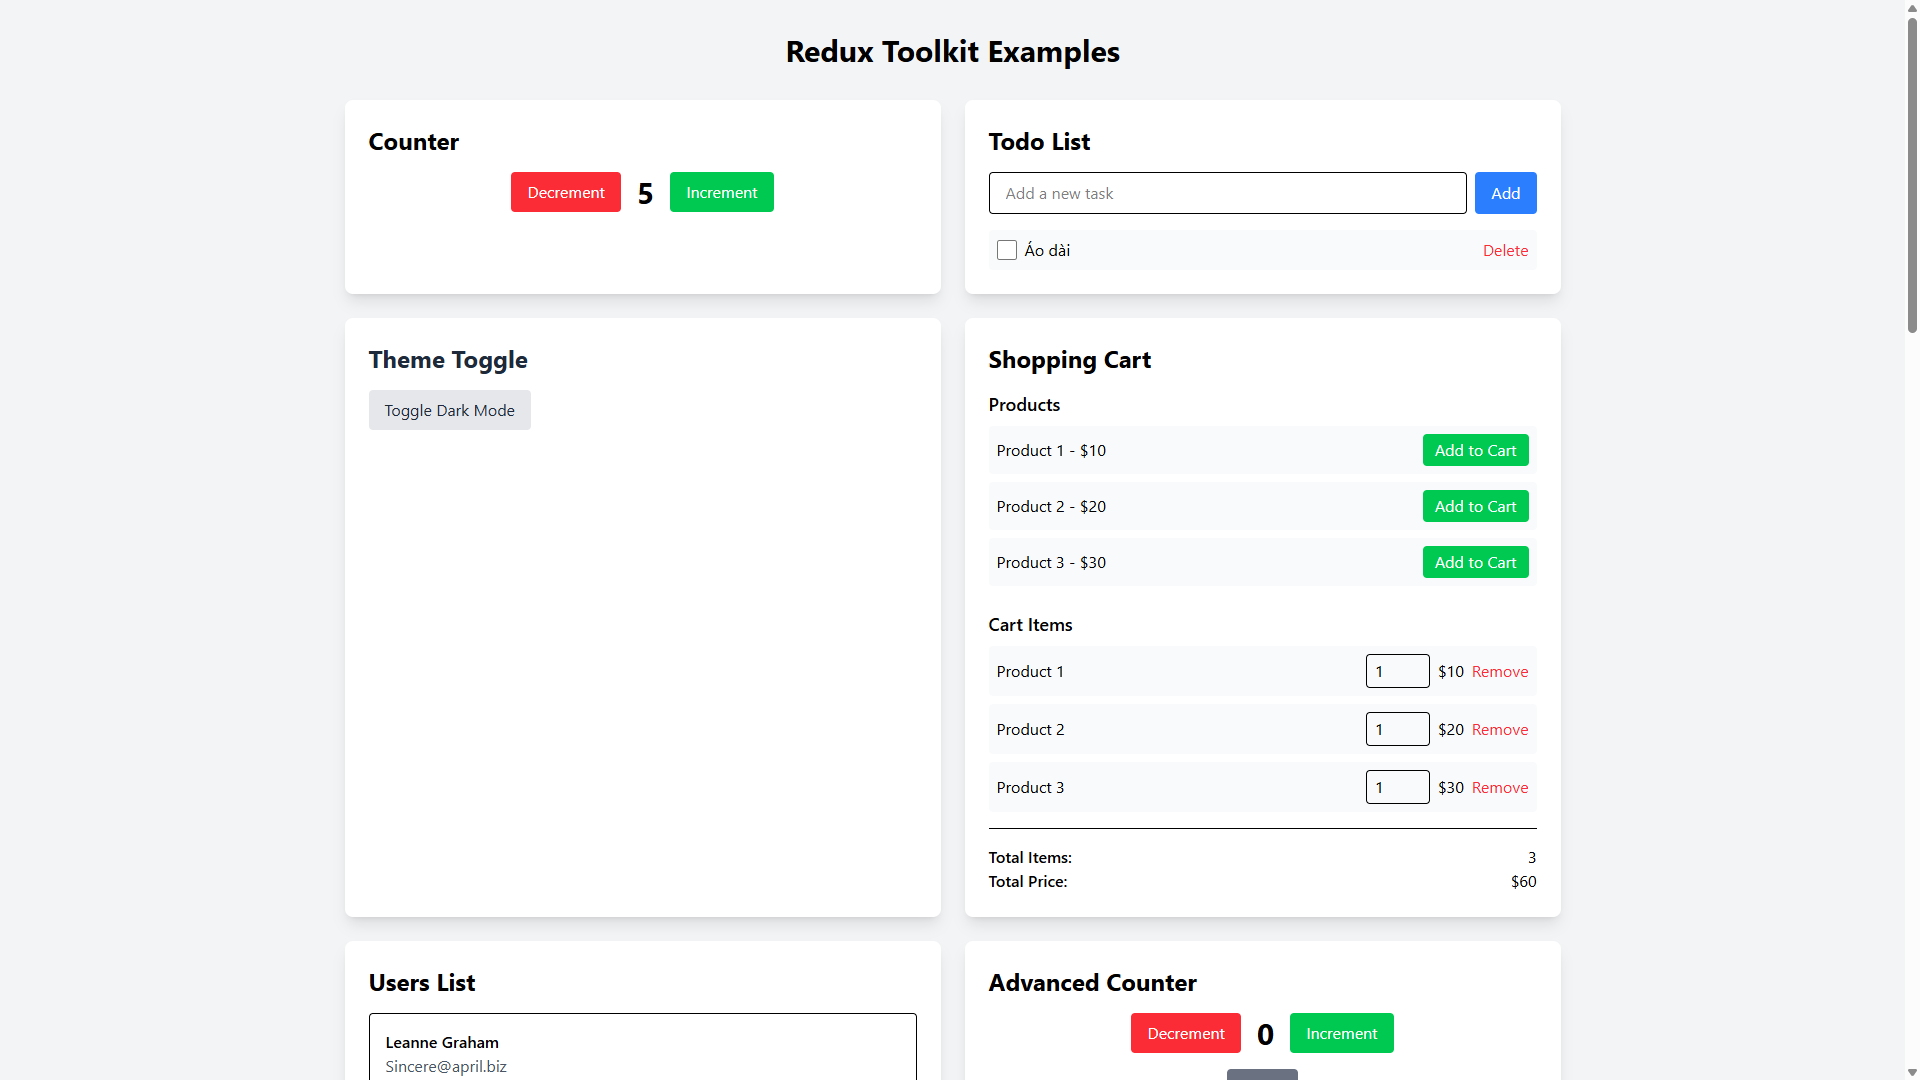 Redux Toolkit Examples
Counter
Decrement 5 Increment
Todo List
Add a new task Add
Áo dài Delete
Theme Toggle
Toggle Dark Mode
Shopping Cart
Products
Product 1 - $10 Add to Cart
Product 2 - $20 Add to Cart
Product 3 - $30 Add to Cart
Cart Items
Product 1 1 $10 Remove
Product 2 1 $20 Remove
Product 3 1 $30 Remove
Total Items: 3
Total Price: $60
Users List
Leanne Graham
Sincere@april.biz
Advanced Counter
Decrement 0 Increment